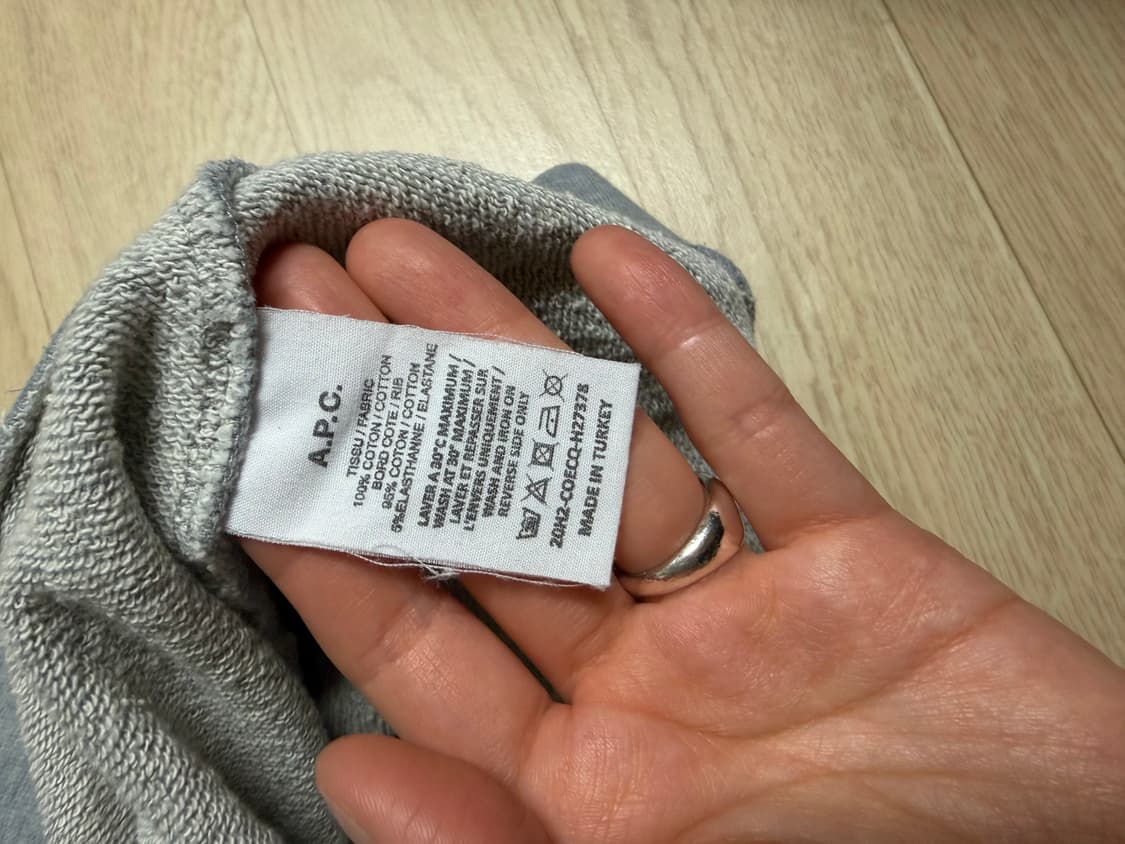 A.P.C.
TISSU / FABRIC
100% COTON / COTTON
BORD COTE / RIB
95% COTON / COTTON
5%ELASTHANNE / ELASTANE
LAVER A 30°C MAXIMUM /
WASH AT 30° MAXIMUM /
LAVER ET REPASSER SUR
L'ENVERS UNIQUEMENT /
WASH AND IRON ON
REVERSE SIDE ONLY
20H2-COECQ-H27378
MADE IN TURKEY